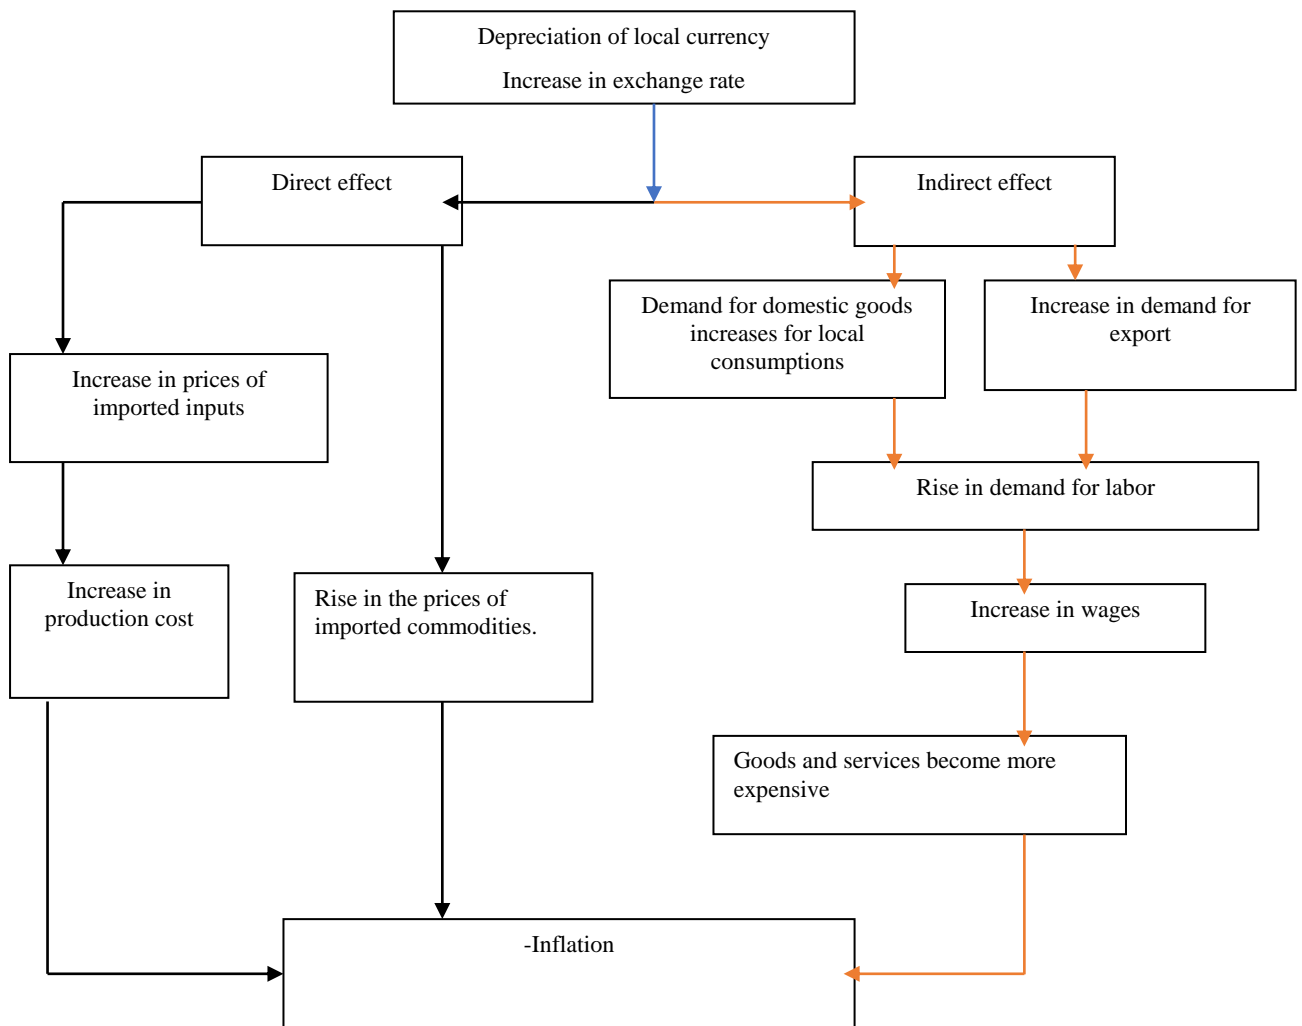 Depreciation of local currency
Increase in exchange rate
Direct effect
Indirect effect
Demand for domestic goods
increases for local
consumptions
Increase in demand for
export
Increase in prices of
imported inputs
Rise in demand for labor
Increase in
production cost
Rise in the prices of
imported commodities.
Increase in wages
Goods and services become more
expensive
-Inflation